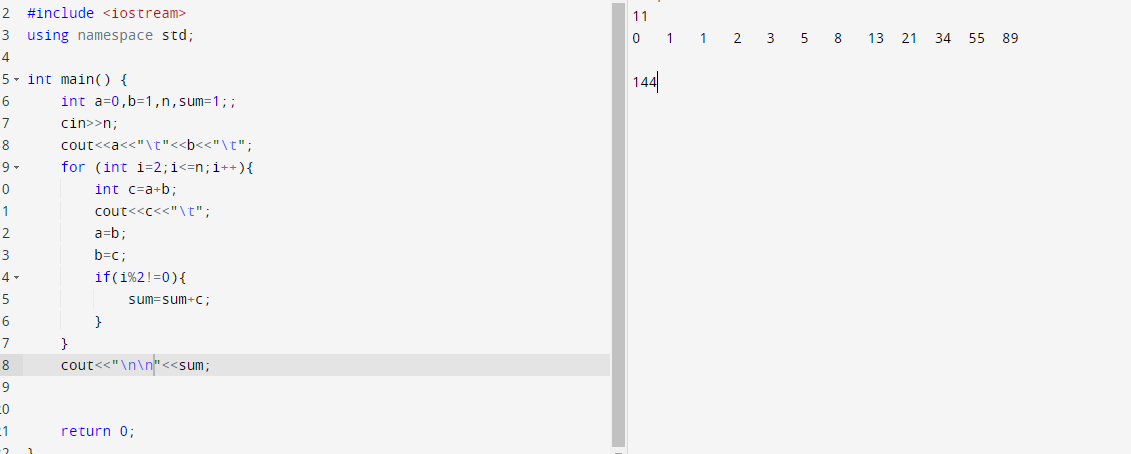 2 #include <iostream>
3 using namespace std;
4
5 int main() {
6     int a=0,b=1,n,sum=1;;
7     cin>>n;
8     cout<<a<<"\t"<<b<<"\t";
9     for (int i=2;i<=n;i++){
0         int c=a+b;
1         cout<<c<<"\t";
2         a=b;
3         b=c;
4         if(i%2!=0){
5             sum=sum+c;
6         }
7     }
8     cout<<"\n\n"<<sum;
9
20
21     return 0;
22 }
11
0 1 1 2 3 5 8 13 21 34 55 89
144